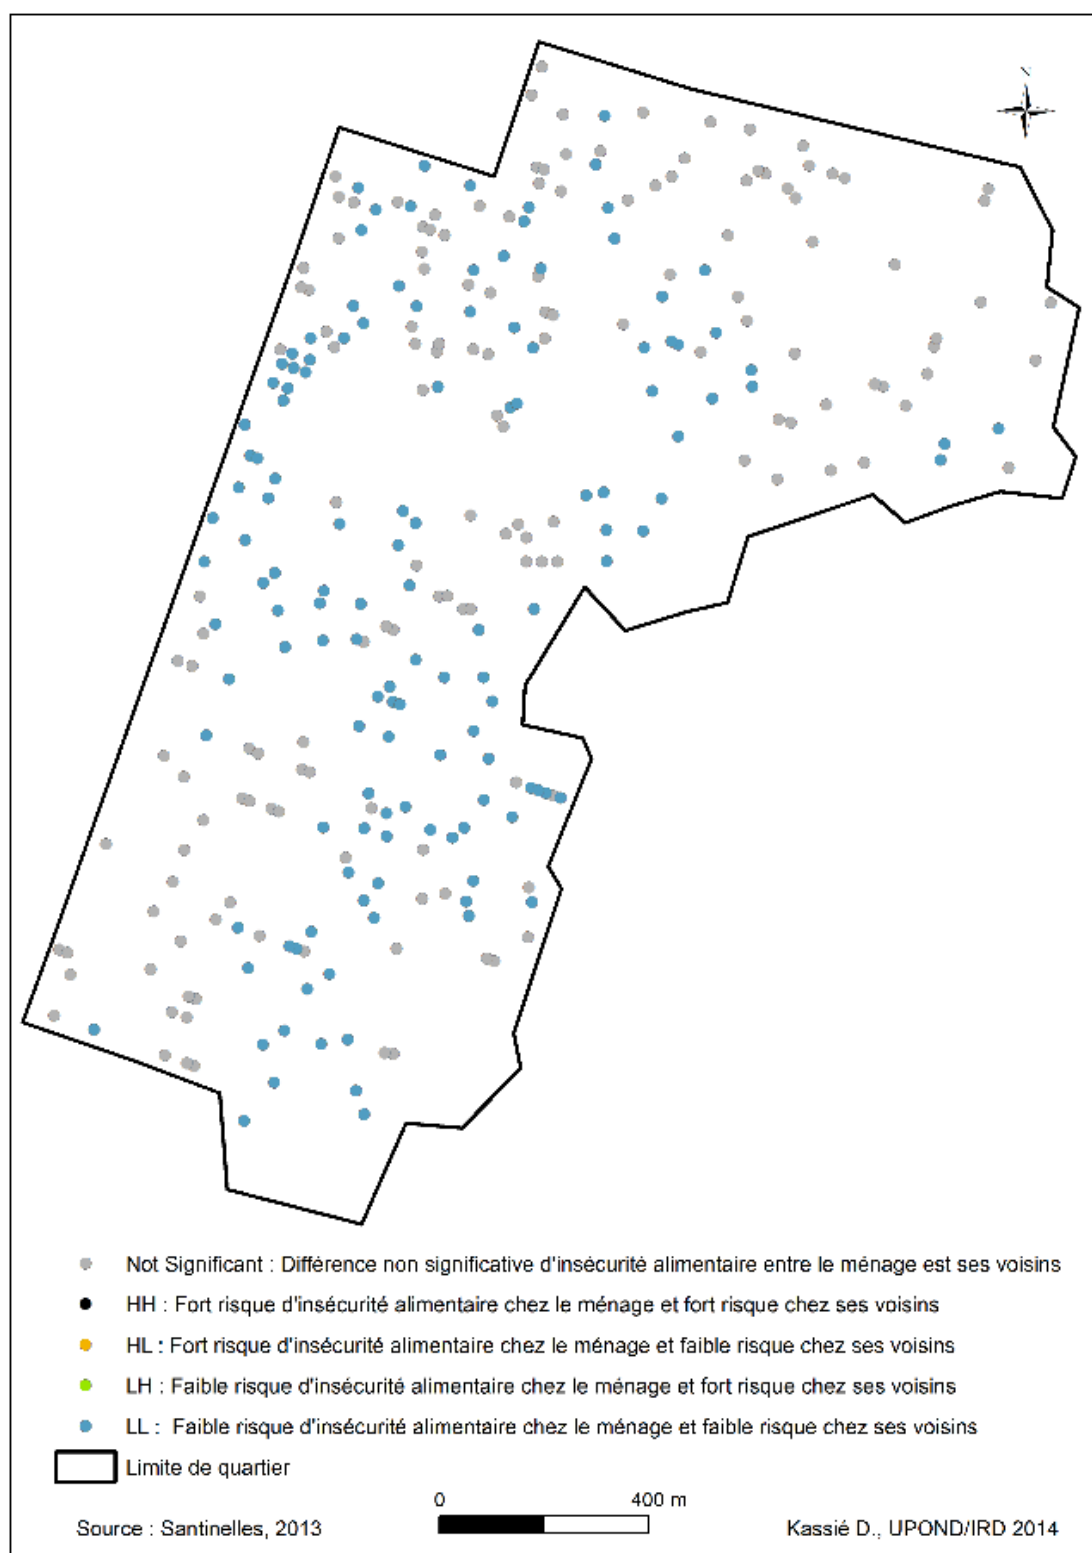 N
Not Significant : Différence non significative d'insécurité alimentaire entre le ménage est ses voisins
HH : Fort risque d'insécurité alimentaire chez le ménage et fort risque chez ses voisins
HL : Fort risque d'insécurité alimentaire chez le ménage et faible risque chez ses voisins
LH : Faible risque d'insécurité alimentaire chez le ménage et fort risque chez ses voisins
LL : Faible risque d'insécurité alimentaire chez le ménage et faible risque chez ses voisins
Limite de quartier
0 400 m
Source : Santinelles, 2013 Kassié D., UPOND/IRD 2014